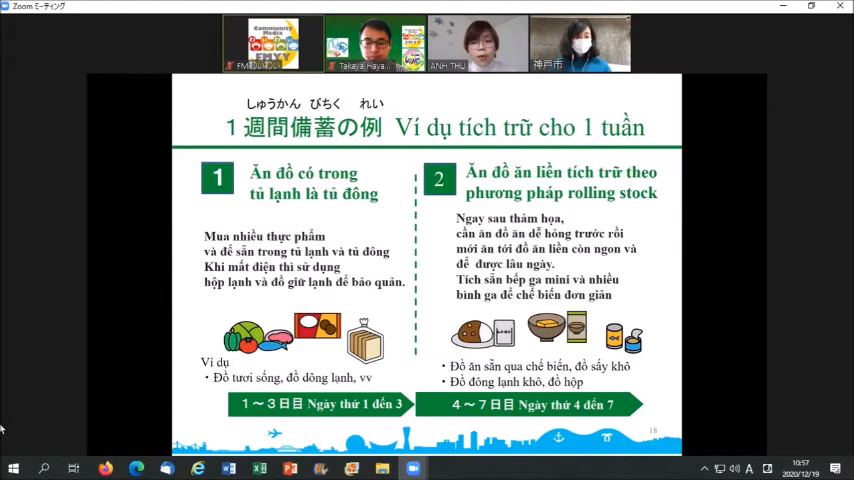 Zoom ミーティング
Community
Media
FMYY
FMわいわい
Takaya Haya...
ANH THU
神戸市
しゅうかん びちく れい
１週間備蓄の例 Ví dụ tích trữ cho 1 tuần
1
Ăn đồ có trong
tủ lạnh là tủ đông
Mua nhiều thực phẩm
và để sẵn trong tủ lạnh và tủ đông
Khi mất điện thì sử dụng
hộp lạnh và đồ giữ lạnh để bảo quản.
Ví dụ
・Đồ tươi sống, đồ dông lạnh, vv
１～３日目 Ngày thứ 1 đến 3
2
Ăn đồ ăn liền tích trữ theo
phương pháp rolling stock
Ngay sau thảm họa,
cần ăn đồ ăn dễ hỏng trước rồi
mới ăn tới đồ ăn liền còn ngon và
để được lâu ngày.
Tích sẵn bếp ga mini và nhiều
bình ga để chế biến đơn giản
・Đồ ăn sẵn qua chế biến, đồ sấy khô
・Đồ đông lạnh khô, đồ hộp
４～７日目 Ngày thứ 4 đến 7
18
A
10:57
2020/12/19